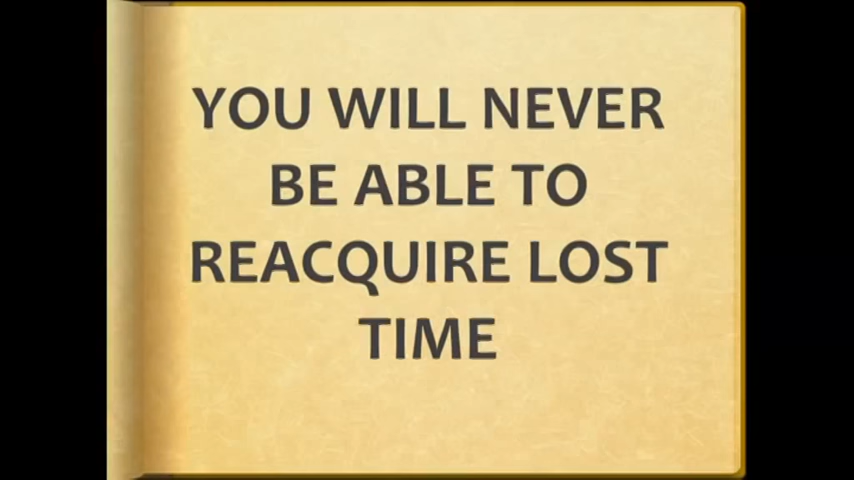 YOU WILL NEVER
BE ABLE TO
REACQUIRE LOST
TIME